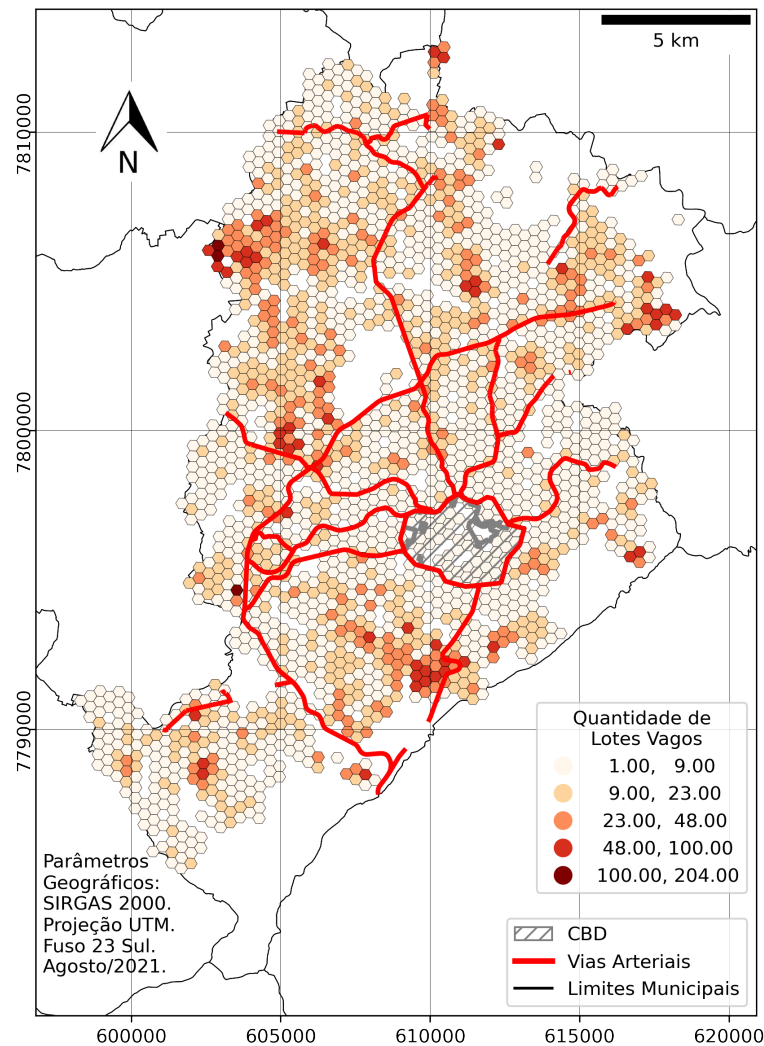 5 km
N
7810000
7800000
7790000
Quantidade de
Lotes Vagos
1.00, 9.00
9.00, 23.00
23.00, 48.00
48.00, 100.00
100.00, 204.00
Parâmetros
Geográficos:
SIRGAS 2000.
Projeção UTM.
Fuso 23 Sul.
Agosto/2021.
CBD
Vias Arteriais
Limites Municipais
600000 605000 610000 615000 620000